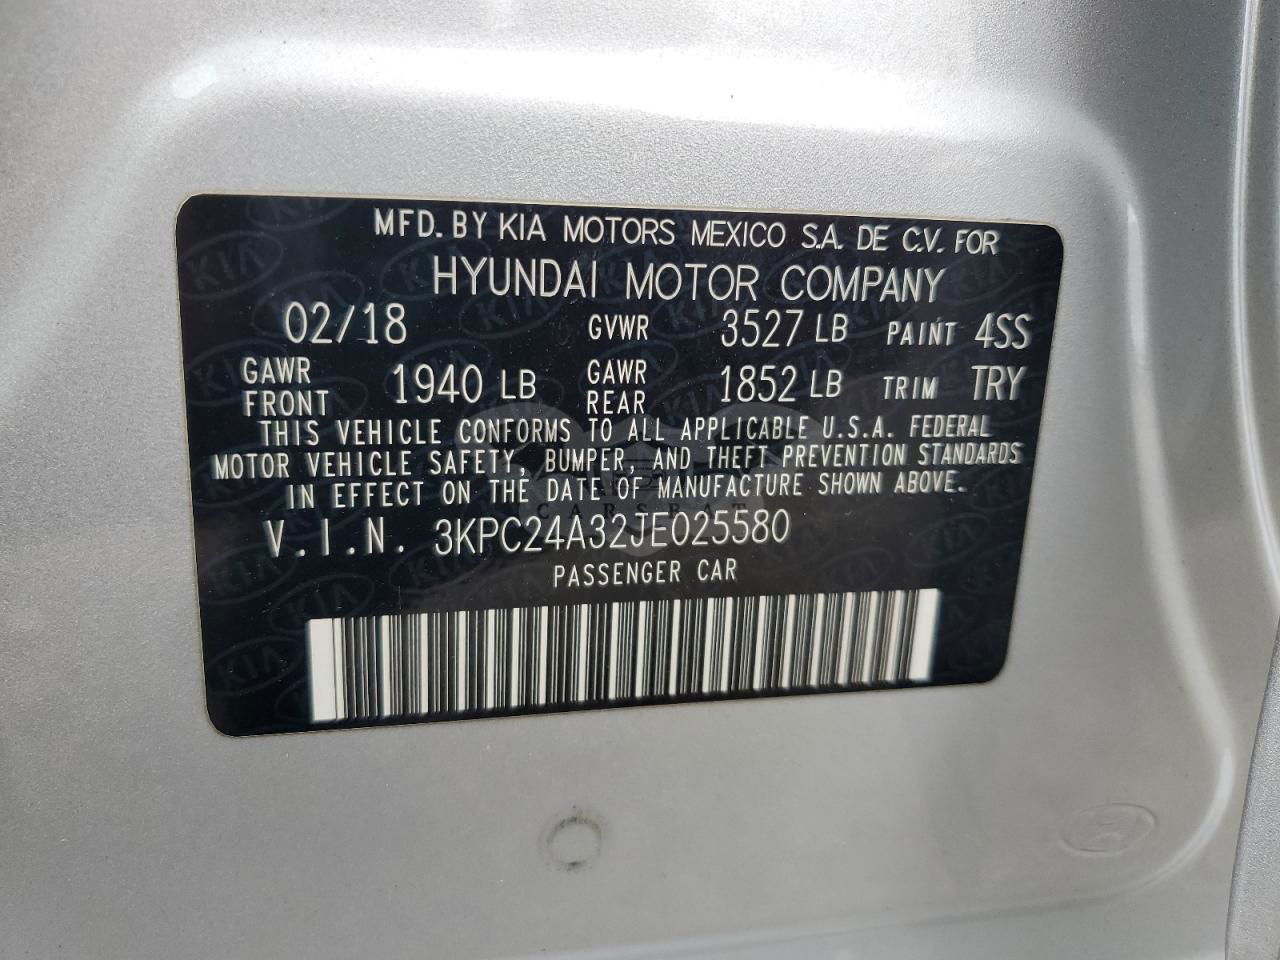 MFD. BY KIA MOTORS MEXICO S.A. DE C.V. FOR
HYUNDAI MOTOR COMPANY
02/18 GVWR 3527 LB PAINT 4SS
GAWR FRONT 1940 LB GAWR REAR 1852 LB TRIM TRY
THIS VEHICLE CONFORMS TO ALL APPLICABLE U.S.A. FEDERAL
MOTOR VEHICLE SAFETY, BUMPER, AND THEFT PREVENTION STANDARDS
IN EFFECT ON THE DATE OF MANUFACTURE SHOWN ABOVE.
CARSBAT
V.I.N. 3KPC24A32JE025580
PASSENGER CAR